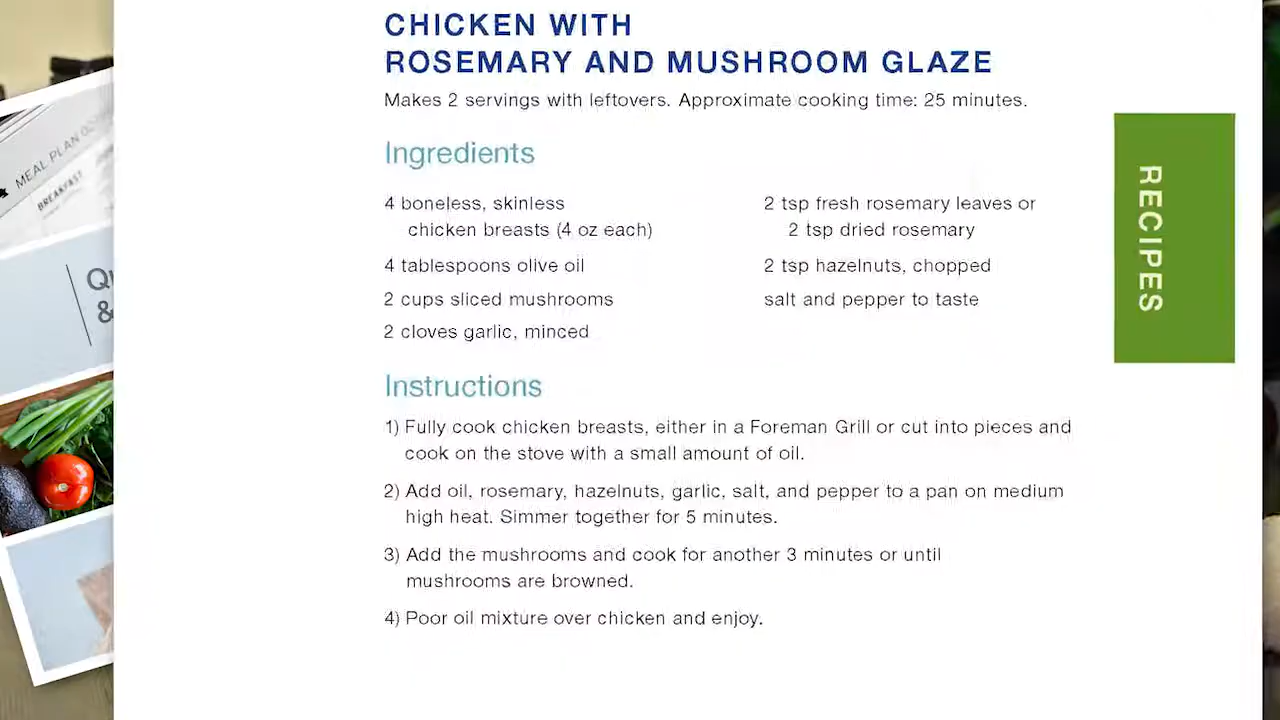 CHICKEN WITH
ROSEMARY AND MUSHROOM GLAZE
Makes 2 servings with leftovers. Approximate cooking time: 25 minutes.
Ingredients
4 boneless, skinless
chicken breasts (4 oz each)
4 tablespoons olive oil
2 cups sliced mushrooms
2 cloves garlic, minced
2 tsp fresh rosemary leaves or
2 tsp dried rosemary
2 tsp hazelnuts, chopped
salt and pepper to taste
Instructions
1) Fully cook chicken breasts, either in a Foreman Grill or cut into pieces and
cook on the stove with a small amount of oil.
2) Add oil, rosemary, hazelnuts, garlic, salt, and pepper to a pan on medium
high heat. Simmer together for 5 minutes.
3) Add the mushrooms and cook for another 3 minutes or until
mushrooms are browned.
4) Poor oil mixture over chicken and enjoy.
RECIPES
MEAL PLAN
BREAKFAST
&